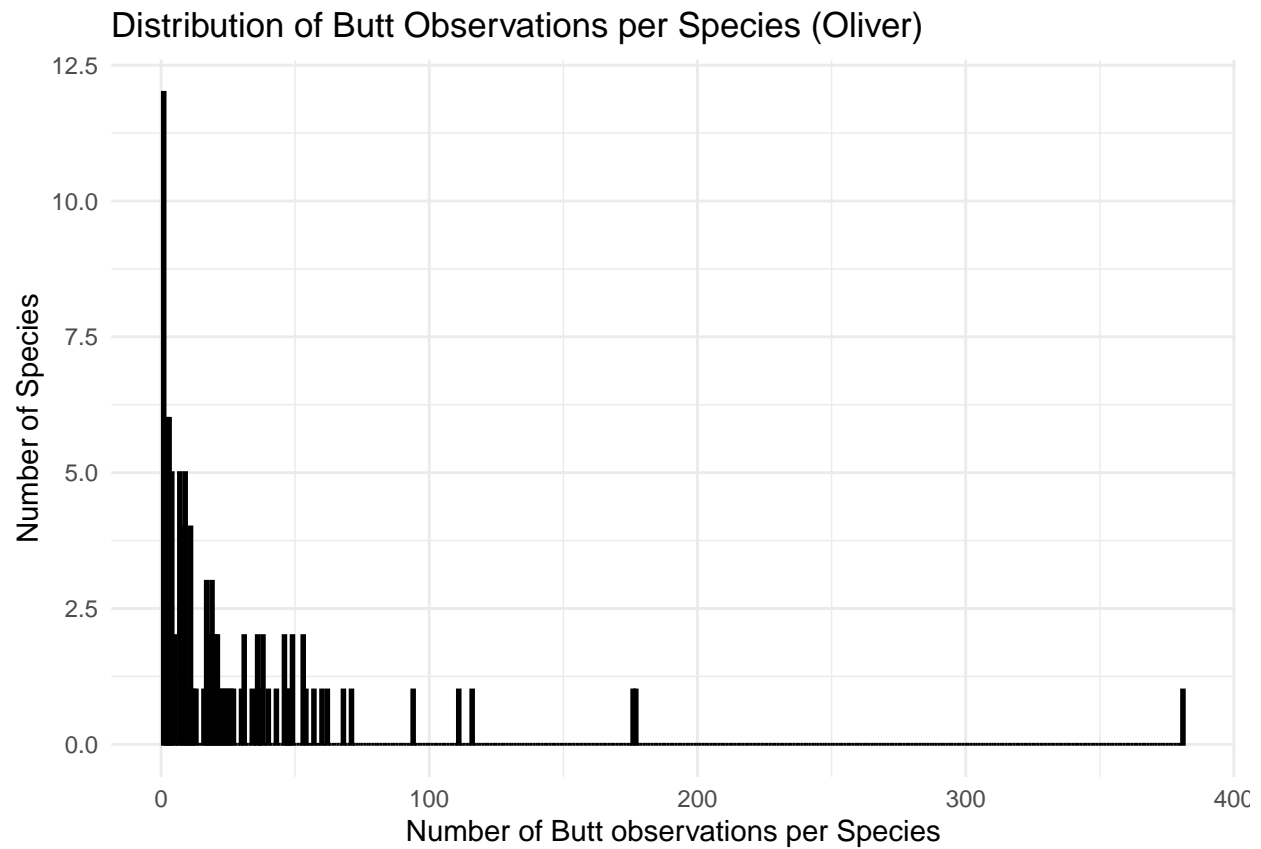 Distribution of Butt Observations per Species (Oliver)
12.5
10.0
7.5
5.0
2.5
0.0
Number of Species
0 100 200 300 400
Number of Butt observations per Species